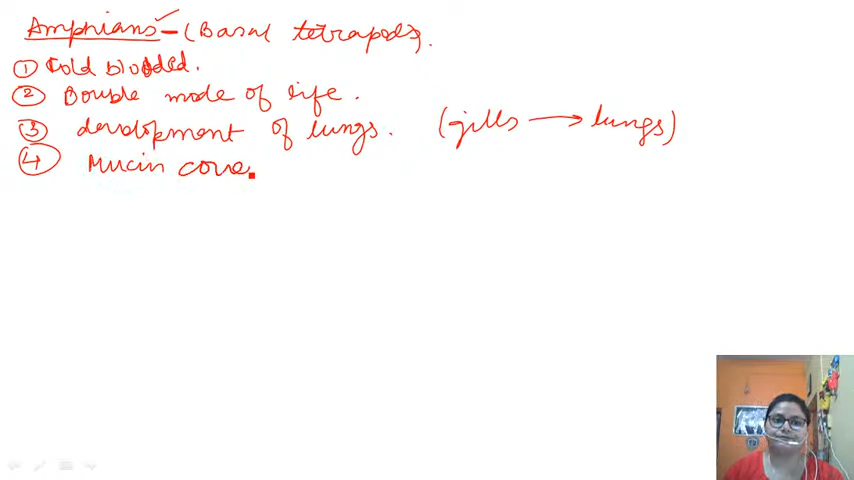 Amphians - (Basal tetrapods).
① Cold blooded.
② Double mode of life.
③ development of lungs. (gills → lungs)
④ Mucin cove